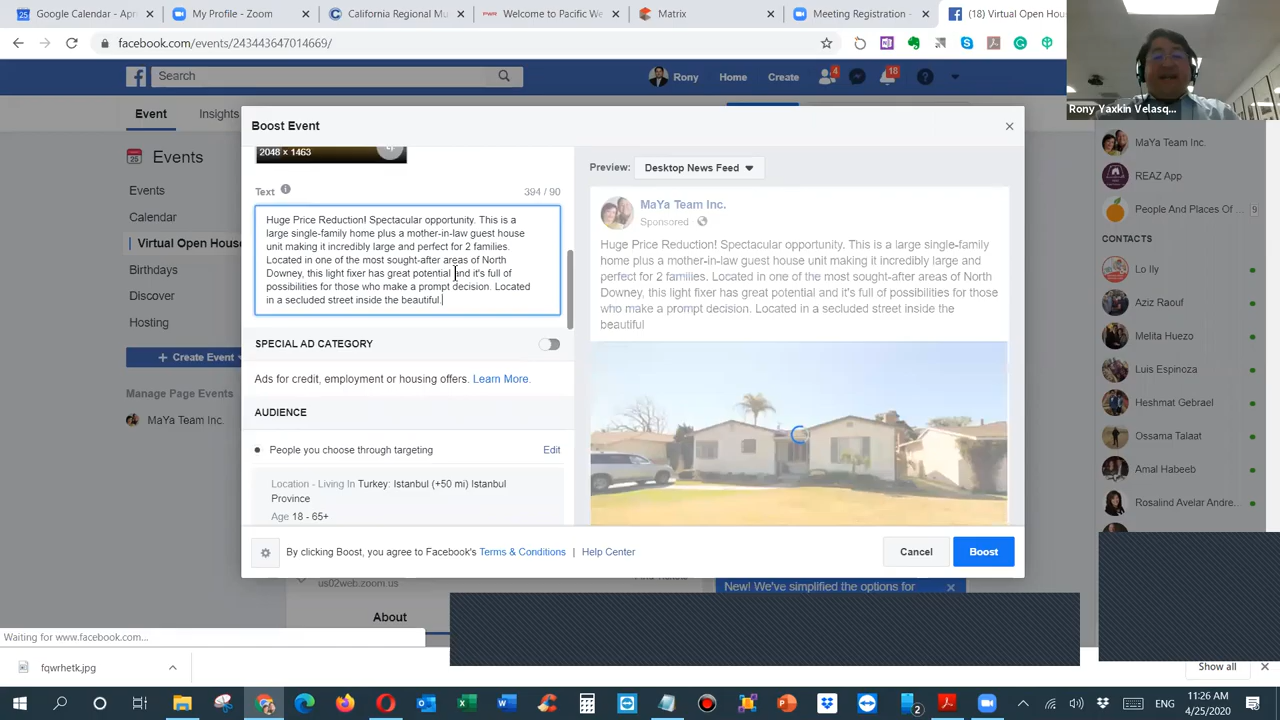 Google Calendar - Apr
My Profile - Zoom
California Regional Mu
Welcome to Pacific We
Matrix
Meeting Registration -
(18) Virtual Open Hou
facebook.com/events/243443647014669/
Search
Rony
Home
Create
4
18
Rony Yaxkin Velasq...
Event
Insights
Events
Events
Calendar
Virtual Open House
Birthdays
Discover
Hosting
+ Create Event
Manage Page Events
MaYa Team Inc.
Boost Event
2048 × 1463
Text
394 / 90
Huge Price Reduction! Spectacular opportunity. This is a
large single-family home plus a mother-in-law guest house
unit making it incredibly large and perfect for 2 families.
Located in one of the most sought-after areas of North
Downey, this light fixer has great potential and it's full of
possibilities for those who make a prompt decision. Located
in a secluded street inside the beautiful.
SPECIAL AD CATEGORY
Ads for credit, employment or housing offers. Learn More.
AUDIENCE
People you choose through targeting
Edit
Location - Living In Turkey: Istanbul (+50 mi) Istanbul
Province
Age 18 - 65+
Preview:
Desktop News Feed
MaYa Team Inc.
Sponsored
Huge Price Reduction! Spectacular opportunity. This is a large single-family
home plus a mother-in-law guest house unit making it incredibly large and
perfect for 2 families. Located in one of the most sought-after areas of North
Downey, this light fixer has great potential and it's full of possibilities for those
who make a prompt decision. Located in a secluded street inside the
beautiful
By clicking Boost, you agree to Facebook's Terms & Conditions | Help Center
Cancel
Boost
us02web.zoom.us
New! We've simplified the options for
About
CONTACTS
MaYa Team Inc.
REAZ App
People And Places Of ...
9
Lo Ily
Aziz Raouf
Melita Huezo
Luis Espinoza
Heshmat Gebrael
Ossama Talaat
Amal Habeeb
Rosalind Avelar Andre...
Waiting for www.facebook.com...
fqwrhetk.jpg
Show all
2
ENG
11:26 AM
4/25/2020